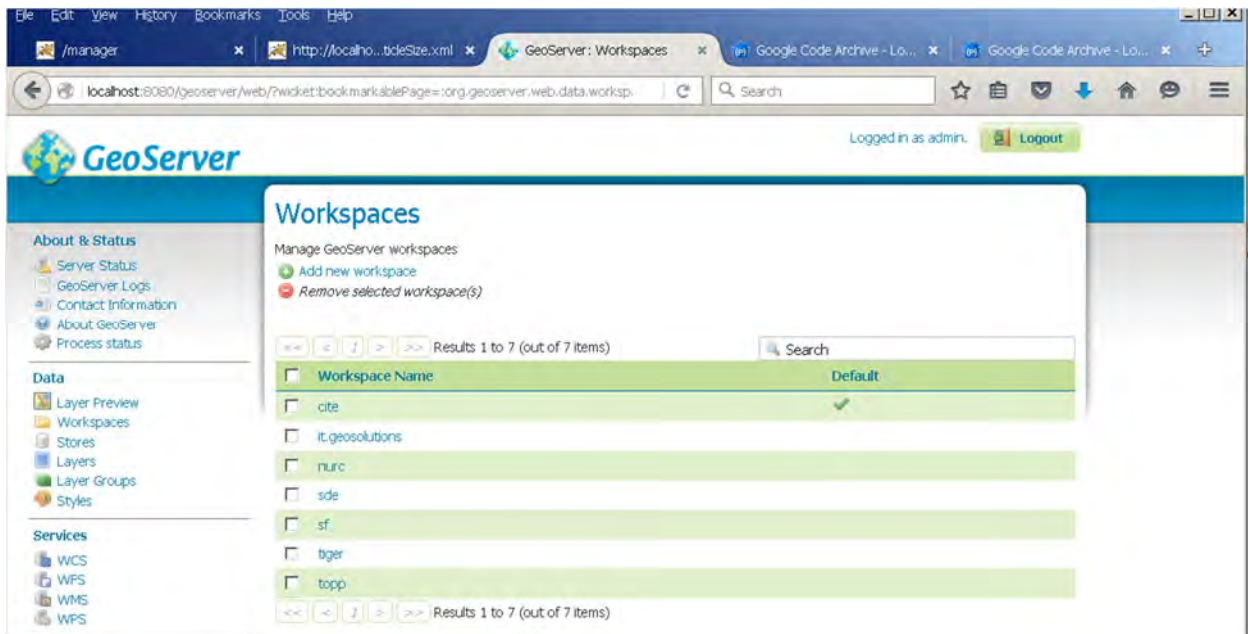 File Edit View History Bookmarks Tools Help
/manager http://localho...ticleSize.xml GeoServer: Workspaces Google Code Archive - Lo... Google Code Archive - Lo...
localhost:8080/geoserver/web/?wicket:bookmarkablePage=:org.geoserver.web.data.worksp. Search
Logged in as admin. Logout
GeoServer
About & Status
Server Status
GeoServer Logs
Contact Information
About GeoServer
Process status
Data
Layer Preview
Workspaces
Stores
Layers
Layer Groups
Styles
Services
WCS
WFS
WMS
WPS
Workspaces
Manage GeoServer workspaces
Add new workspace
Remove selected workspace(s)
<< < 1 > >> Results 1 to 7 (out of 7 items) Search
Workspace Name Default
cite
it.geosolutions
nurc
sde
sf
tiger
topp
<< < 1 > >> Results 1 to 7 (out of 7 items)